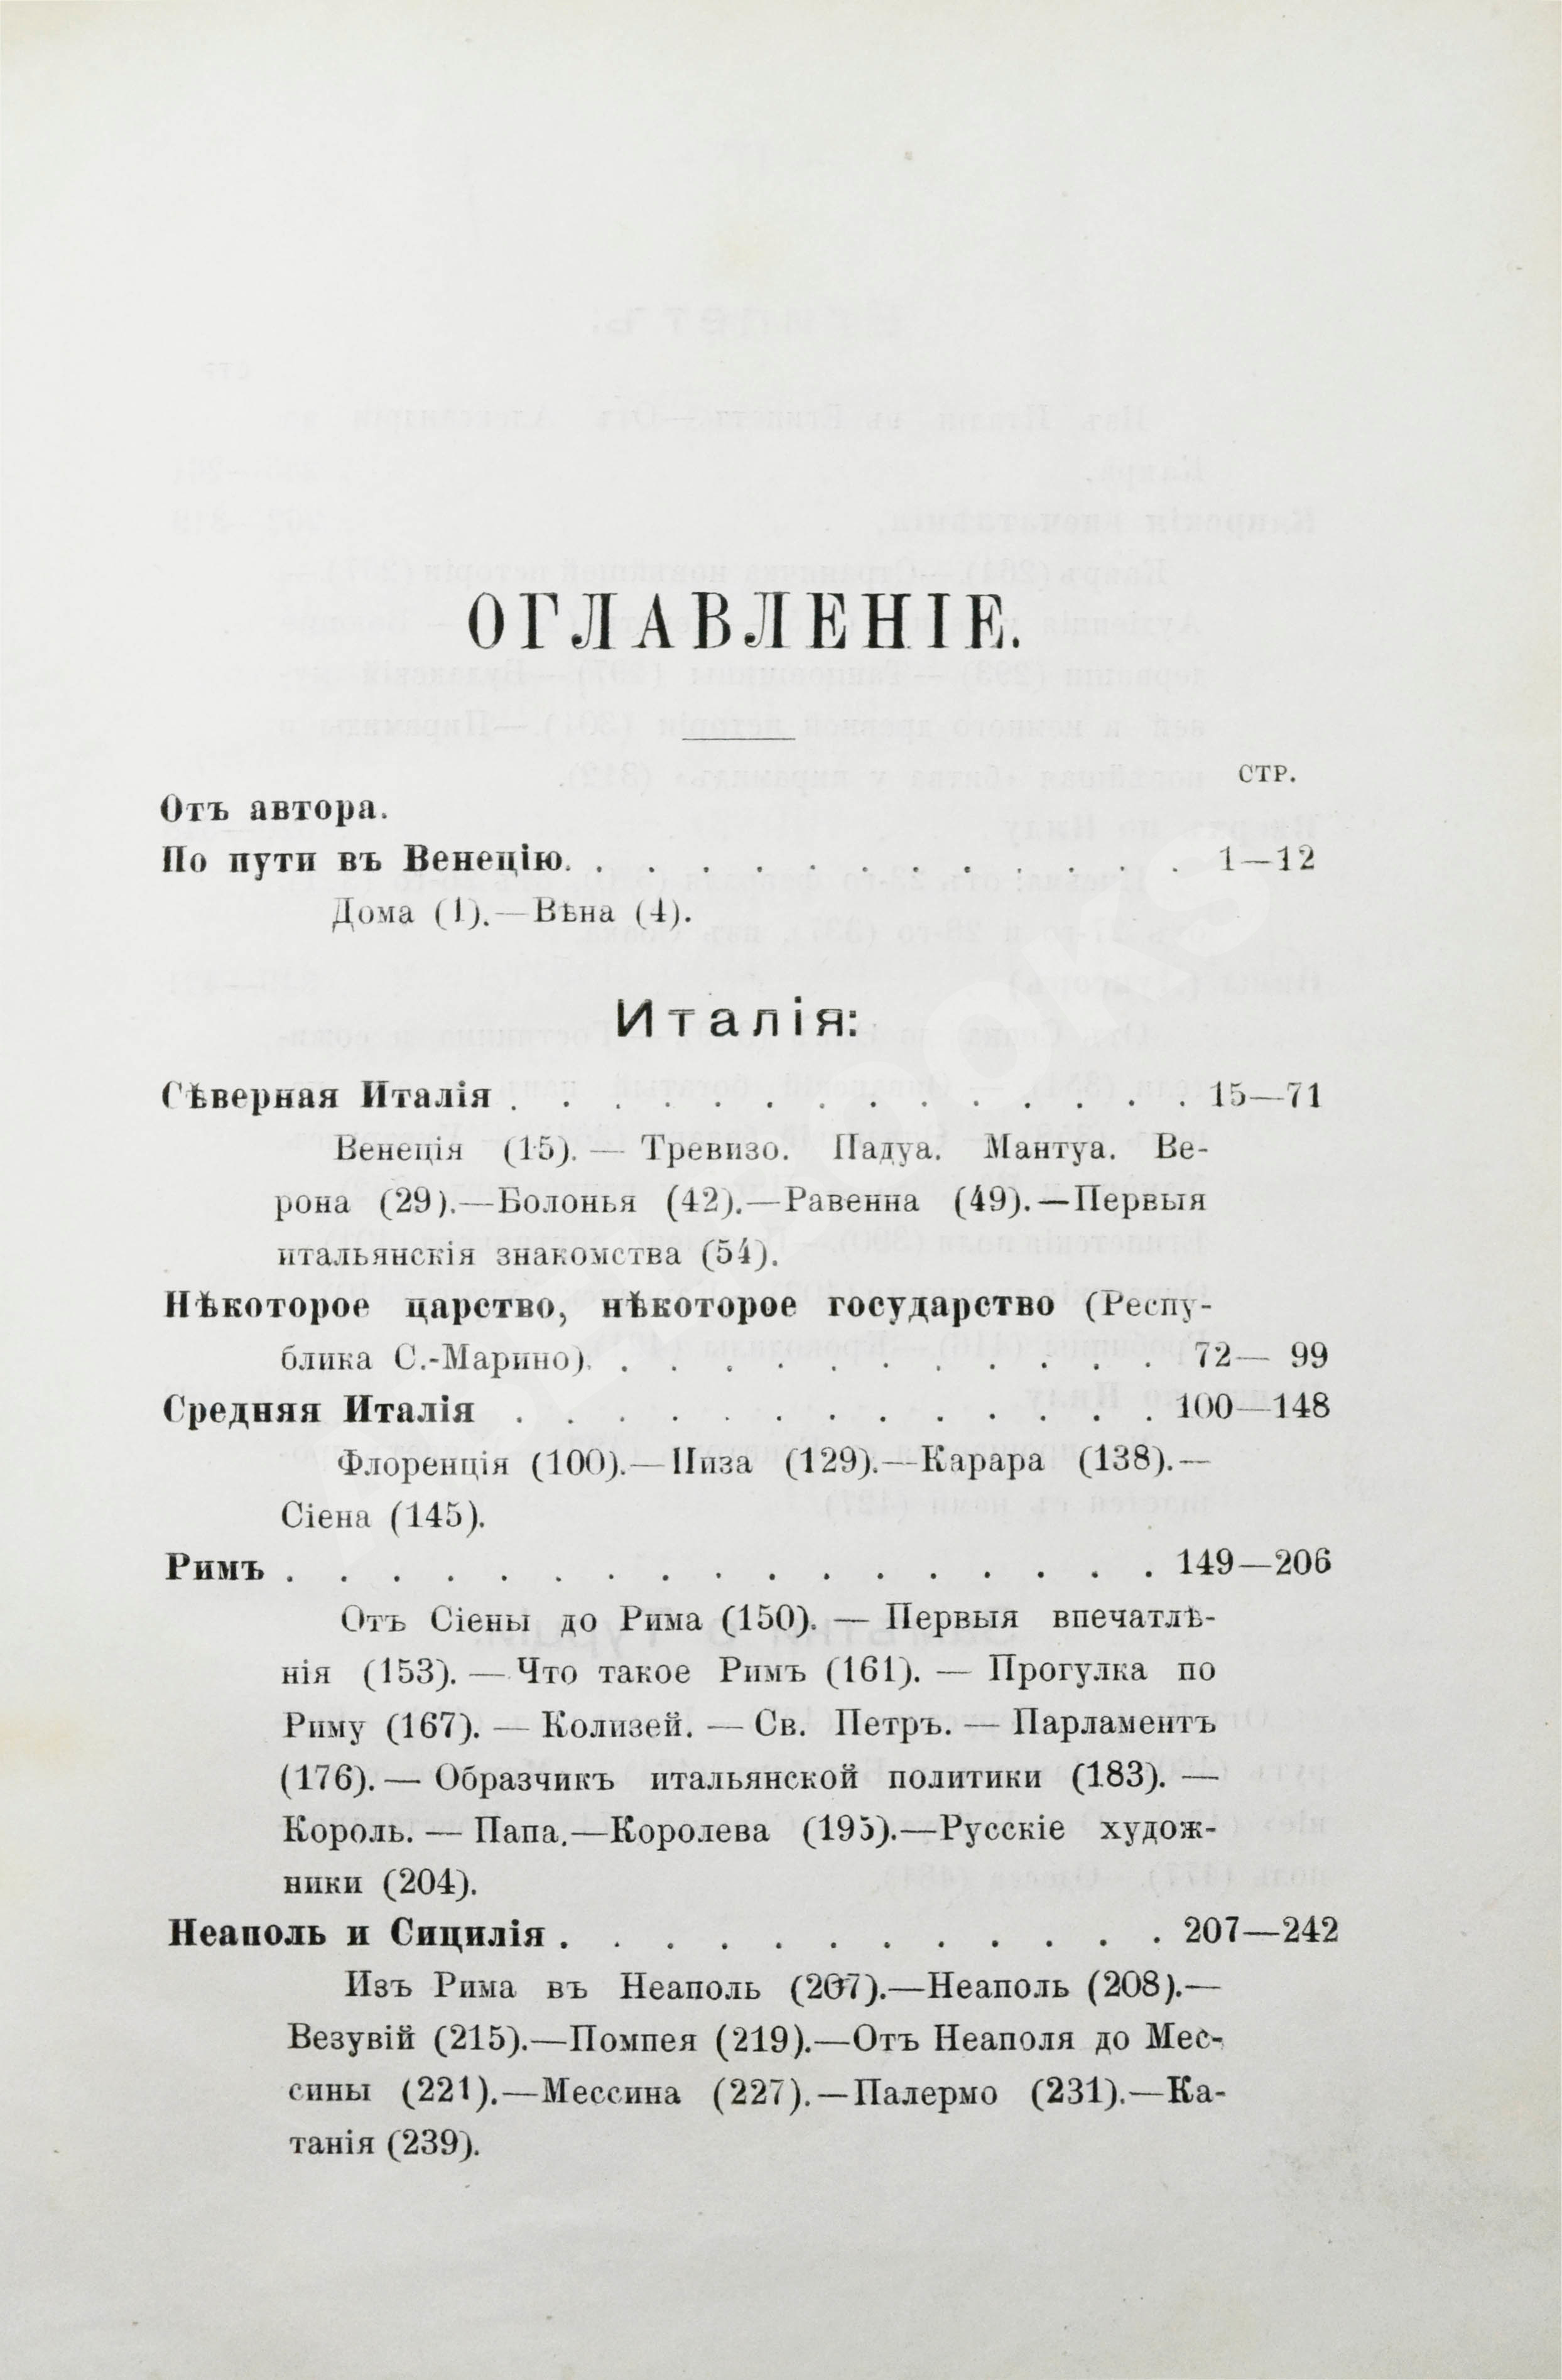 ОГЛАВЛЕНІЕ.
СТР.
Отъ автора.
По пути въ Венецію. . . . . . . . . . . . . 1—12
Дома (1).—Вѣна (4).
Италія:
Сѣверная Италія . . . . . . . . . . . . . . 15—71
Венеція (15). — Тревизо. Падуа. Мантуа. Ве-
рона (29).—Болонья (42).—Равенна (49).—Первыя
итальянскія знакомства (54).
Нѣкоторое царство, нѣкоторое государство (Респу-
блика С.-Марино). . . . . . . . . . . . 72— 99
Средняя Италія . . . . . . . . . . . . . 100—148
Флоренція (100).—Пиза (129).—Карара (138).—
Сіена (145).
Римъ . . . . . . . . . . . . . . . . . 149—206
Отъ Сіены до Рима (150). — Первыя впечатлѣ-
нія (153). — Что такое Римъ (161). — Прогулка по
Риму (167). — Колизей. — Св. Петръ. — Парламентъ
(176). — Образчикъ итальянской политики (183). —
Король. — Папа.—Королева (195).—Русскіе худож-
ники (204).
Неаполь и Сицилія . . . . . . . . . . . . 207—242
Изъ Рима въ Неаполь (207).—Неаполь (208).—
Везувій (215).—Помпея (219).—Отъ Неаполя до Мес-
сины (221).—Мессина (227).—Палермо (231).—Ка-
танія (239).